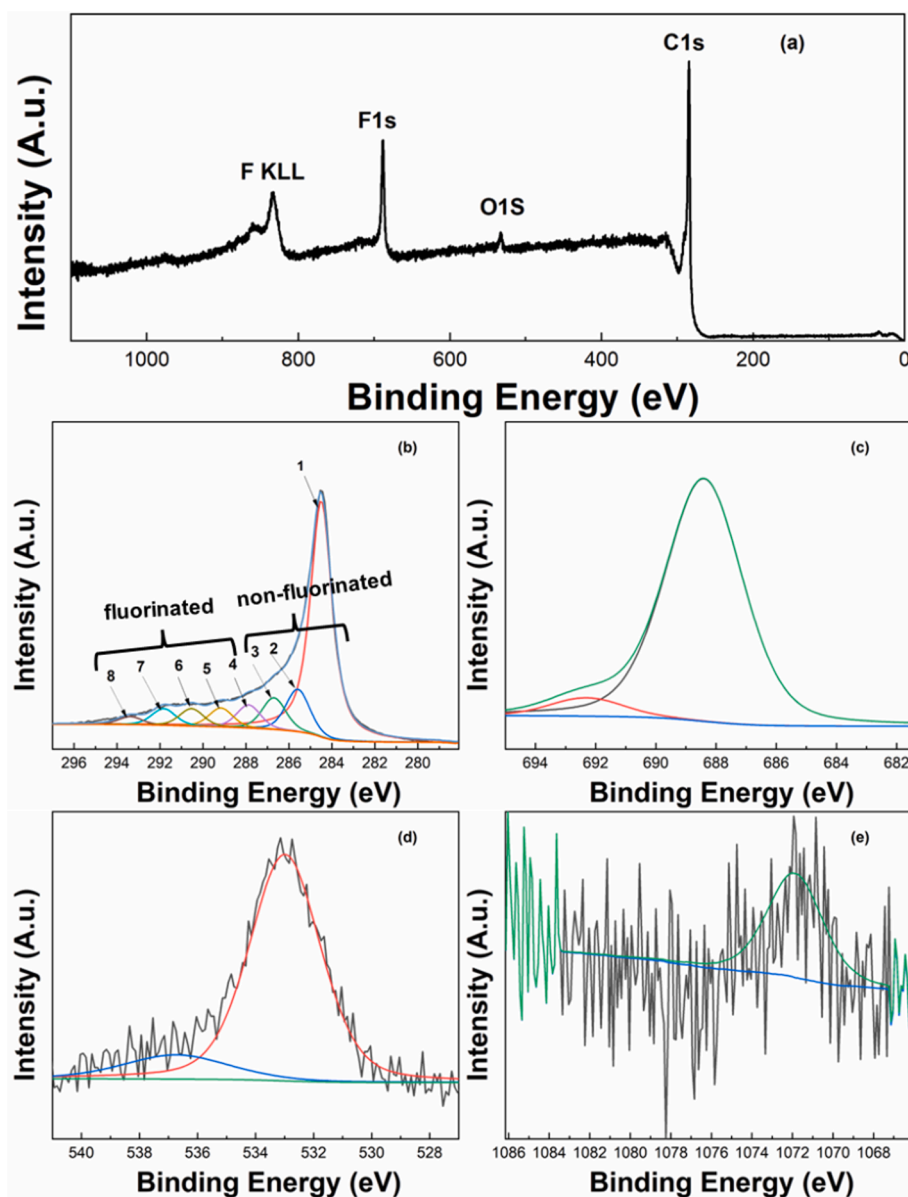 C1s
(a)
F1s
F KLL
O1S
Intensity (A.u.)
1000
800
600
400
200
0
Binding Energy (eV)
(b)
1
non-fluorinated
fluorinated
8
7
6
5
4
3
2
Intensity (A.u.)
296
294
292
290
288
286
284
282
280
Binding Energy (eV)
(c)
Intensity (A.u.)
694
692
690
688
686
684
682
Binding Energy (eV)
(d)
Intensity (A.u.)
540
538
536
534
532
530
528
Binding Energy (eV)
(e)
Intensity (A.u.)
1086
1084
1082
1080
1078
1076
1074
1072
1070
1068
Binding Energy (eV)